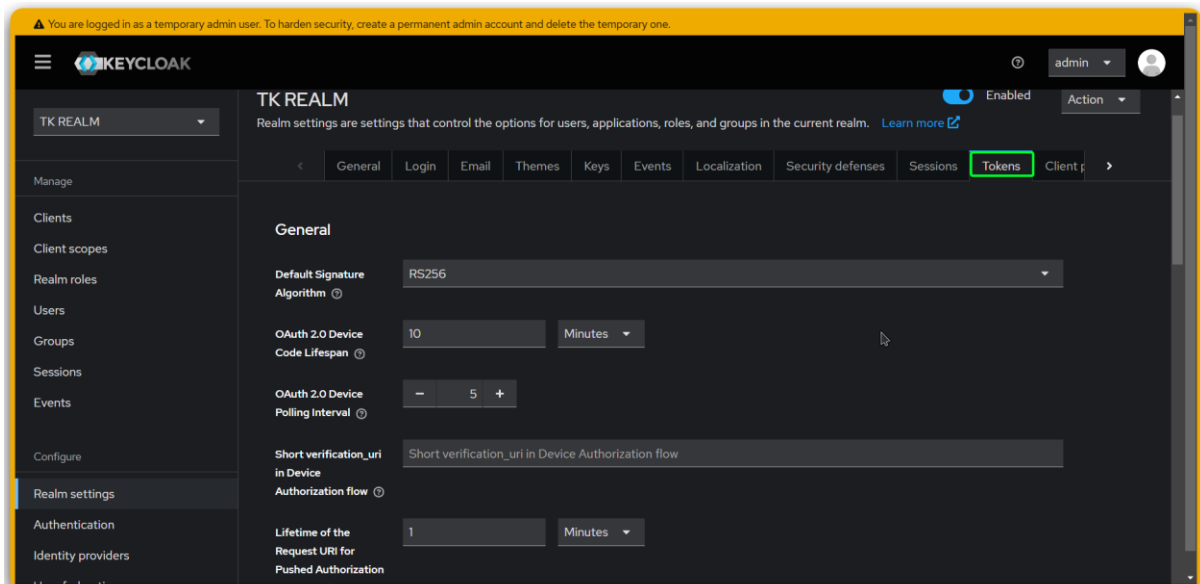 You are logged in as a temporary admin user. To harden security, create a permanent admin account and delete the temporary one.
KEYCLOAK
admin
TK REALM
Enabled
Action
TK REALM
Realm settings are settings that control the options for users, applications, roles, and groups in the current realm. Learn more
General Login Email Themes Keys Events Localization Security defenses Sessions Tokens Client p
Manage
Clients
Client scopes
Realm roles
Users
Groups
Sessions
Events
Configure
Realm settings
Authentication
Identity providers
General
Default Signature
Algorithm
RS256
OAuth 2.0 Device
Code Lifespan
10 Minutes
OAuth 2.0 Device
Polling Interval
5
Short verification_uri
in Device
Authorization flow
Short verification_uri in Device Authorization flow
Lifetime of the
Request URI for
Pushed Authorization
1 Minutes